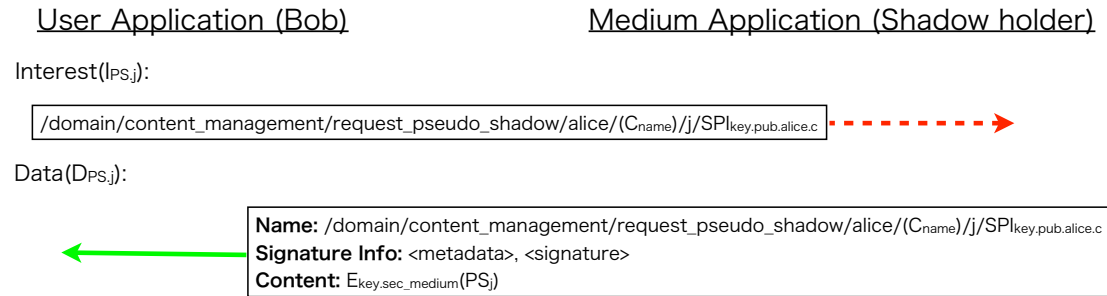 User Application (Bob)
Medium Application (Shadow holder)
Interest(IPS.j):
/domain/content_management/request_pseudo_shadow/alice/(Cname)/j/SPIkey.pub.alice.c
Data(DPS.j):
Name: /domain/content_management/request_pseudo_shadow/alice/(Cname)/j/SPIkey.pub.alice.c
Signature Info: <metadata>, <signature>
Content: Ekey.sec_medium(PSj)